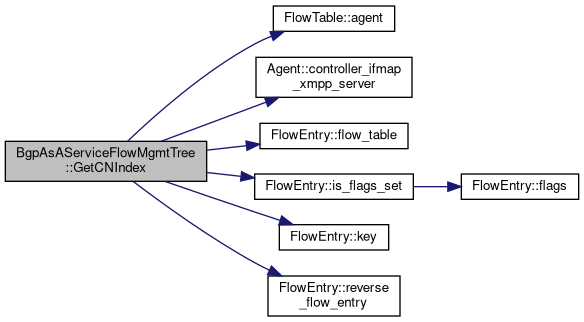 BgpAsAServiceFlowMgmtTree
::GetCNIndex
FlowTable::agent
Agent::controller_ifmap
_xmpp_server
FlowEntry::flow_table
FlowEntry::is_flags_set
FlowEntry::flags
FlowEntry::key
FlowEntry::reverse
_flow_entry